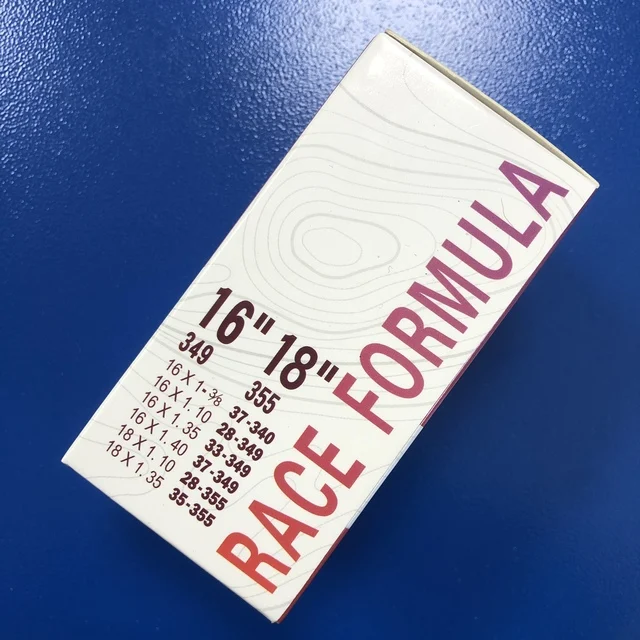 16" 18"
349 355
16 X 1-3/8 37-340
16 X 1.10 28-349
16 X 1.35 33-349
16 X 1.40 37-349
18 X 1.10 28-355
18 X 1.35 35-355
RACE FORMULA